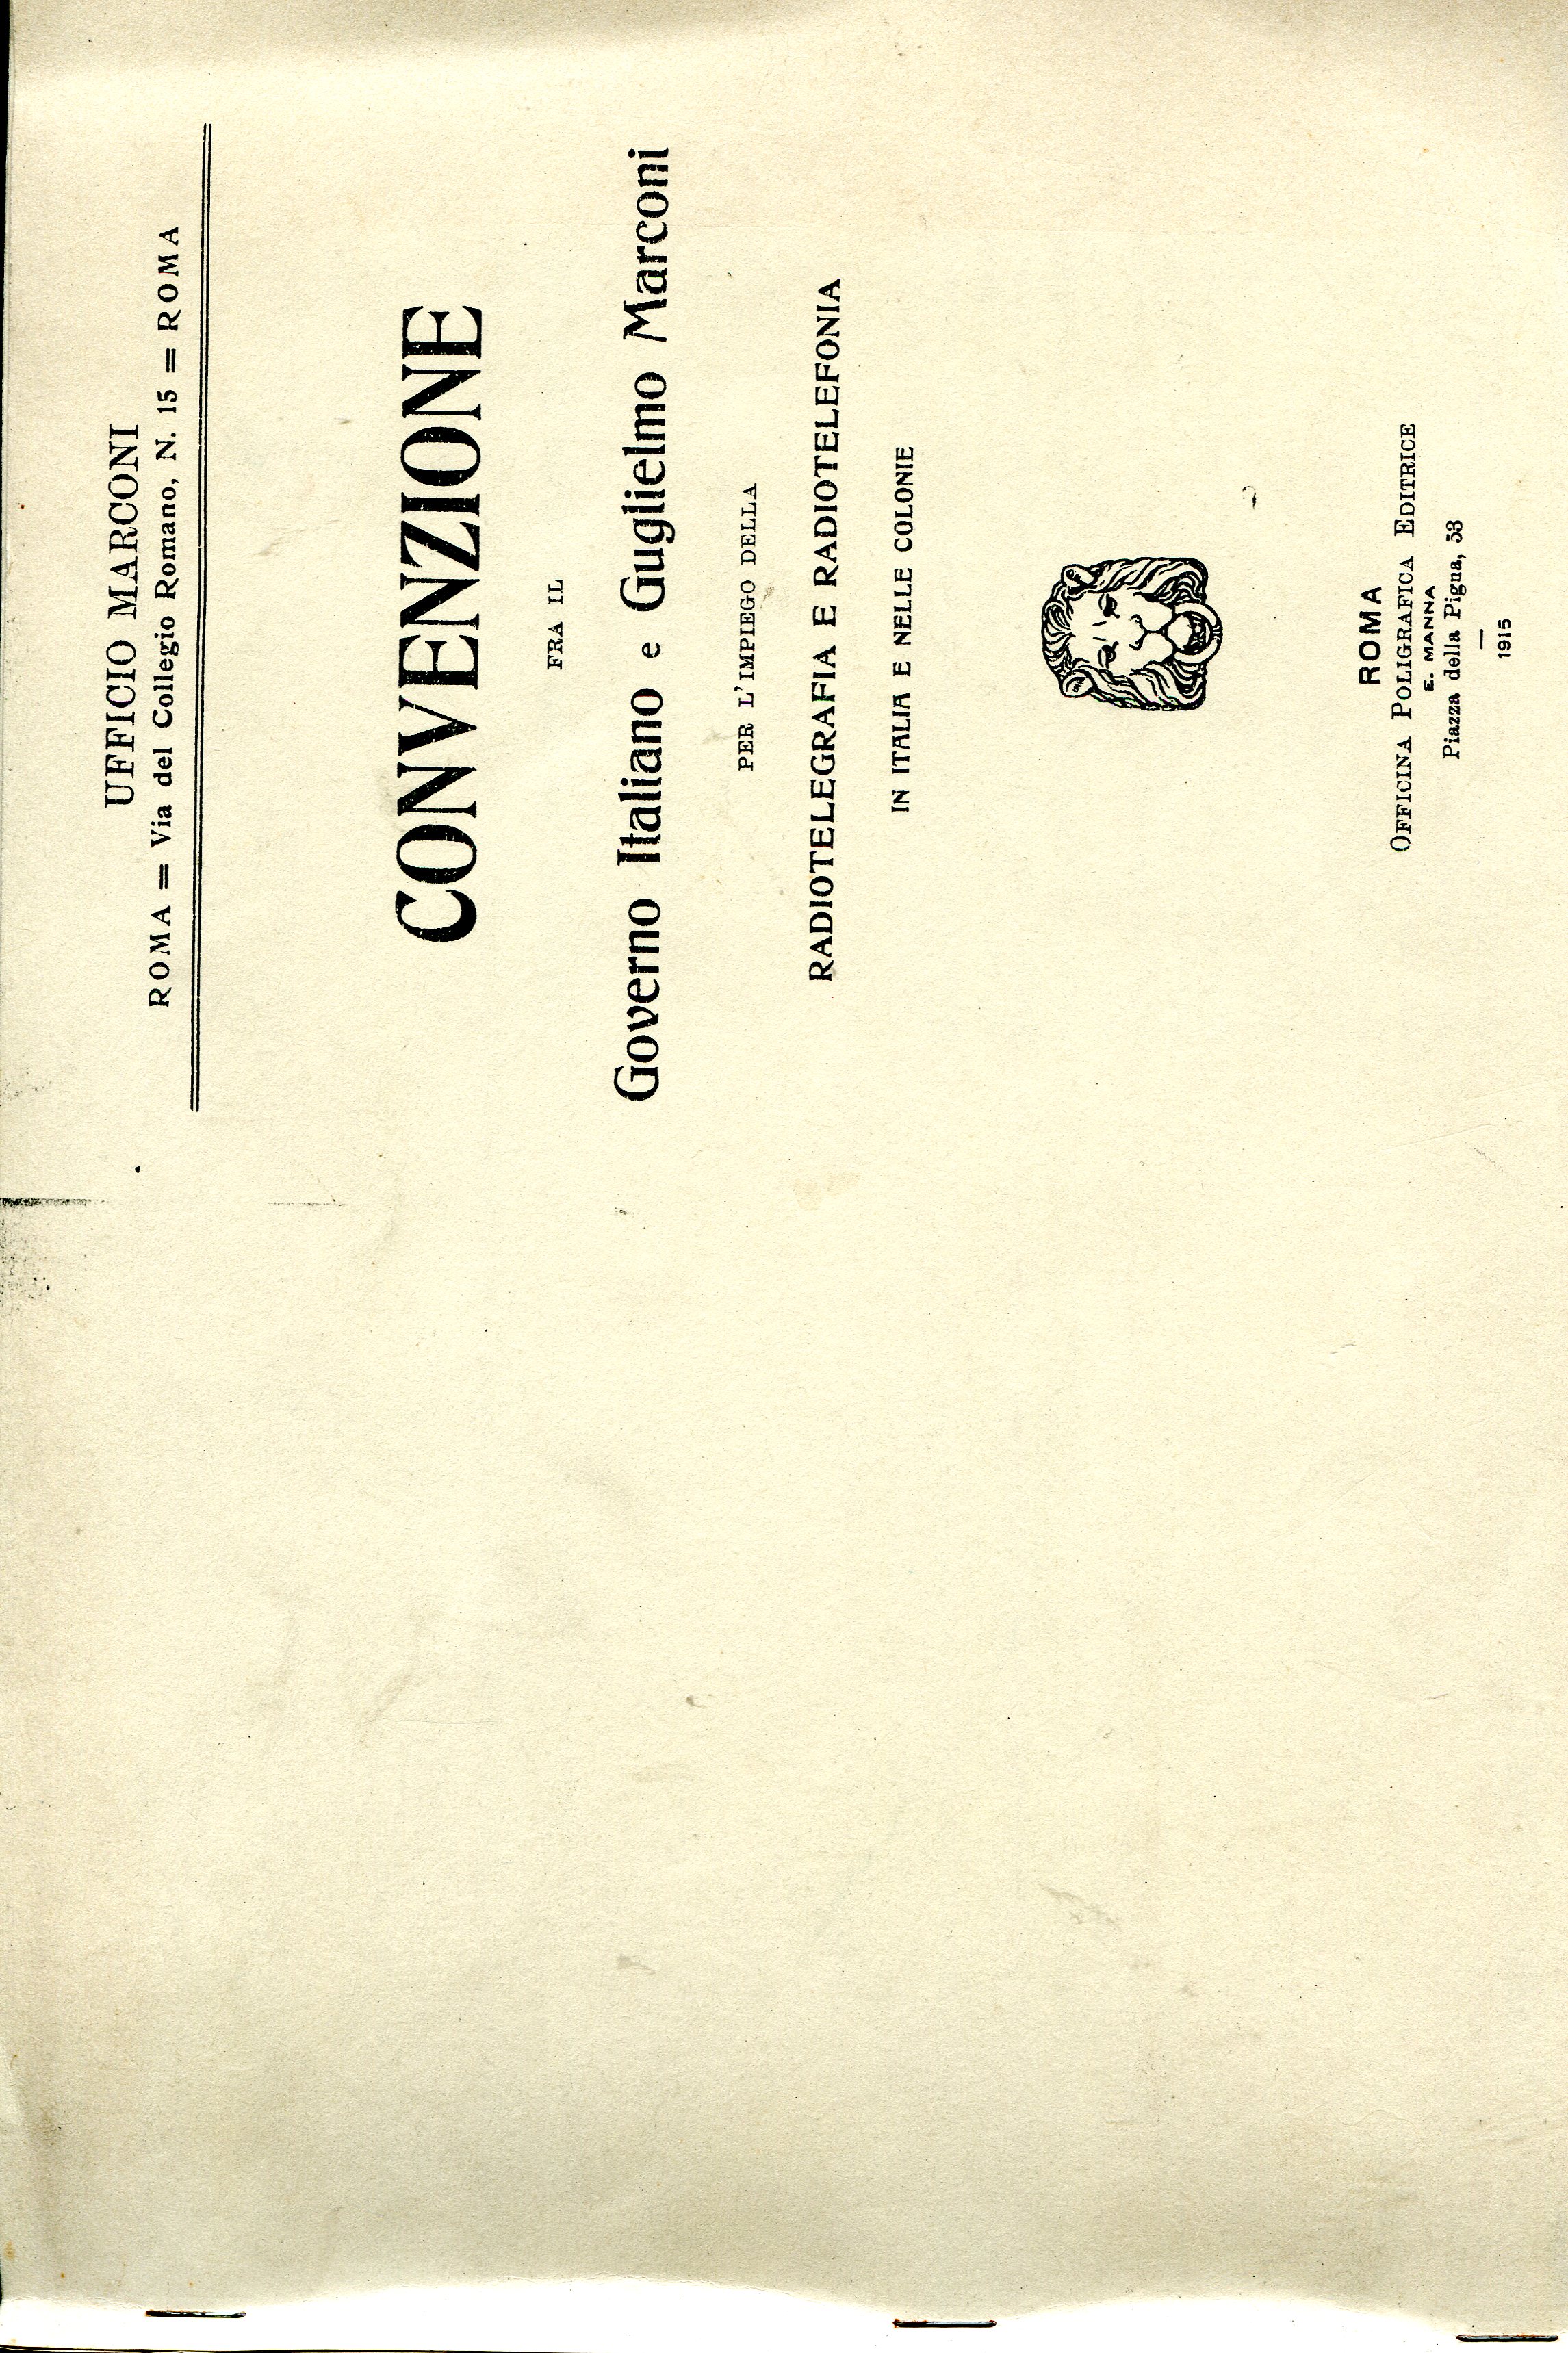 UFFICIO MARCONI
ROMA = Via del Collegio Romano, N. 15 = ROMA
CONVENZIONE
FRA IL
Governo Italiano e Guglielmo Marconi
PER L'IMPIEGO DELLA
RADIOTELEGRAFIA E RADIOTELEFONIA
IN ITALIA E NELLE COLONIE
ROMA
OFFICINA POLIGRAFICA EDITRICE
E. MANNA
Piazza della Pigna, 53
—
1915